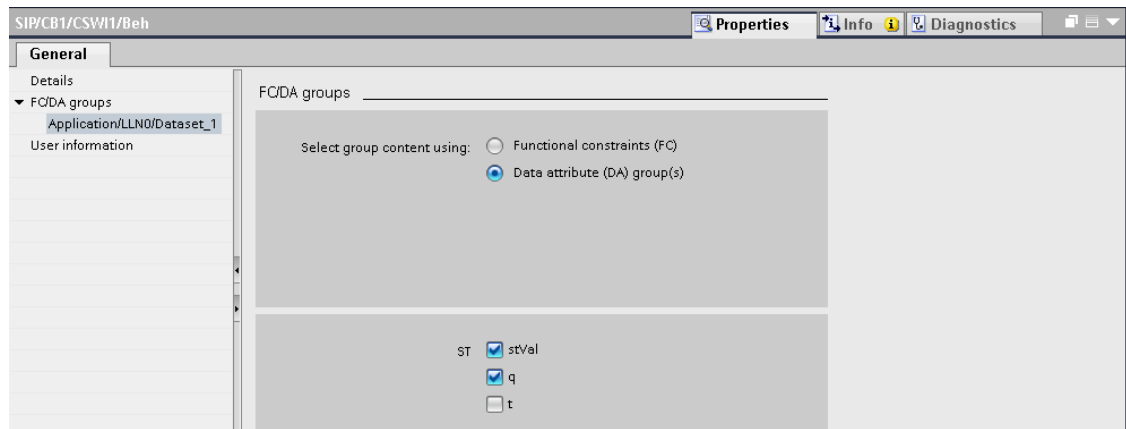 SIP/CB1/CSWI1/Beh
Properties
Info
Diagnostics
General
Details
FC/DA groups
Application/LLN0/Dataset_1
User information
FC/DA groups
Select group content using:
Functional constraints (FC)
Data attribute (DA) group(s)
ST
stVal
q
t